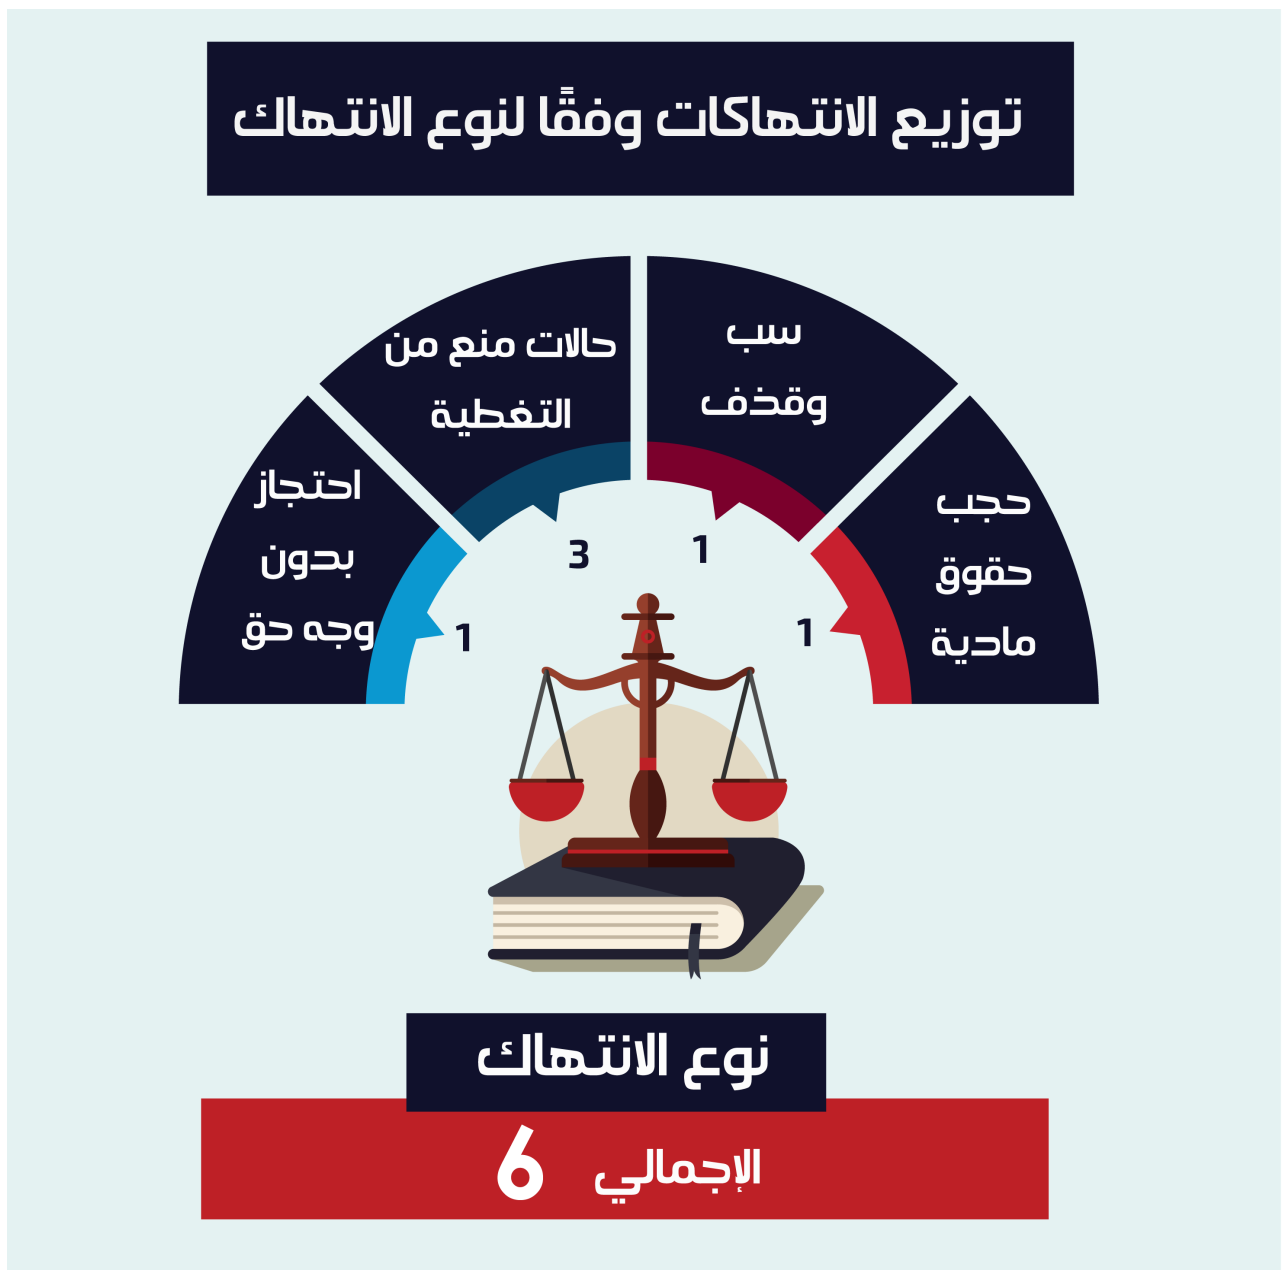 توزيع الانتهاكات وفقًا لنوع الانتهاك
حجب
حقوق
مادية
1
سب
وقذف
1
حالات منع من
التغطية
3
احتجاز
بدون
وجه حق
1
نوع الانتهاك
الإجمالي 6